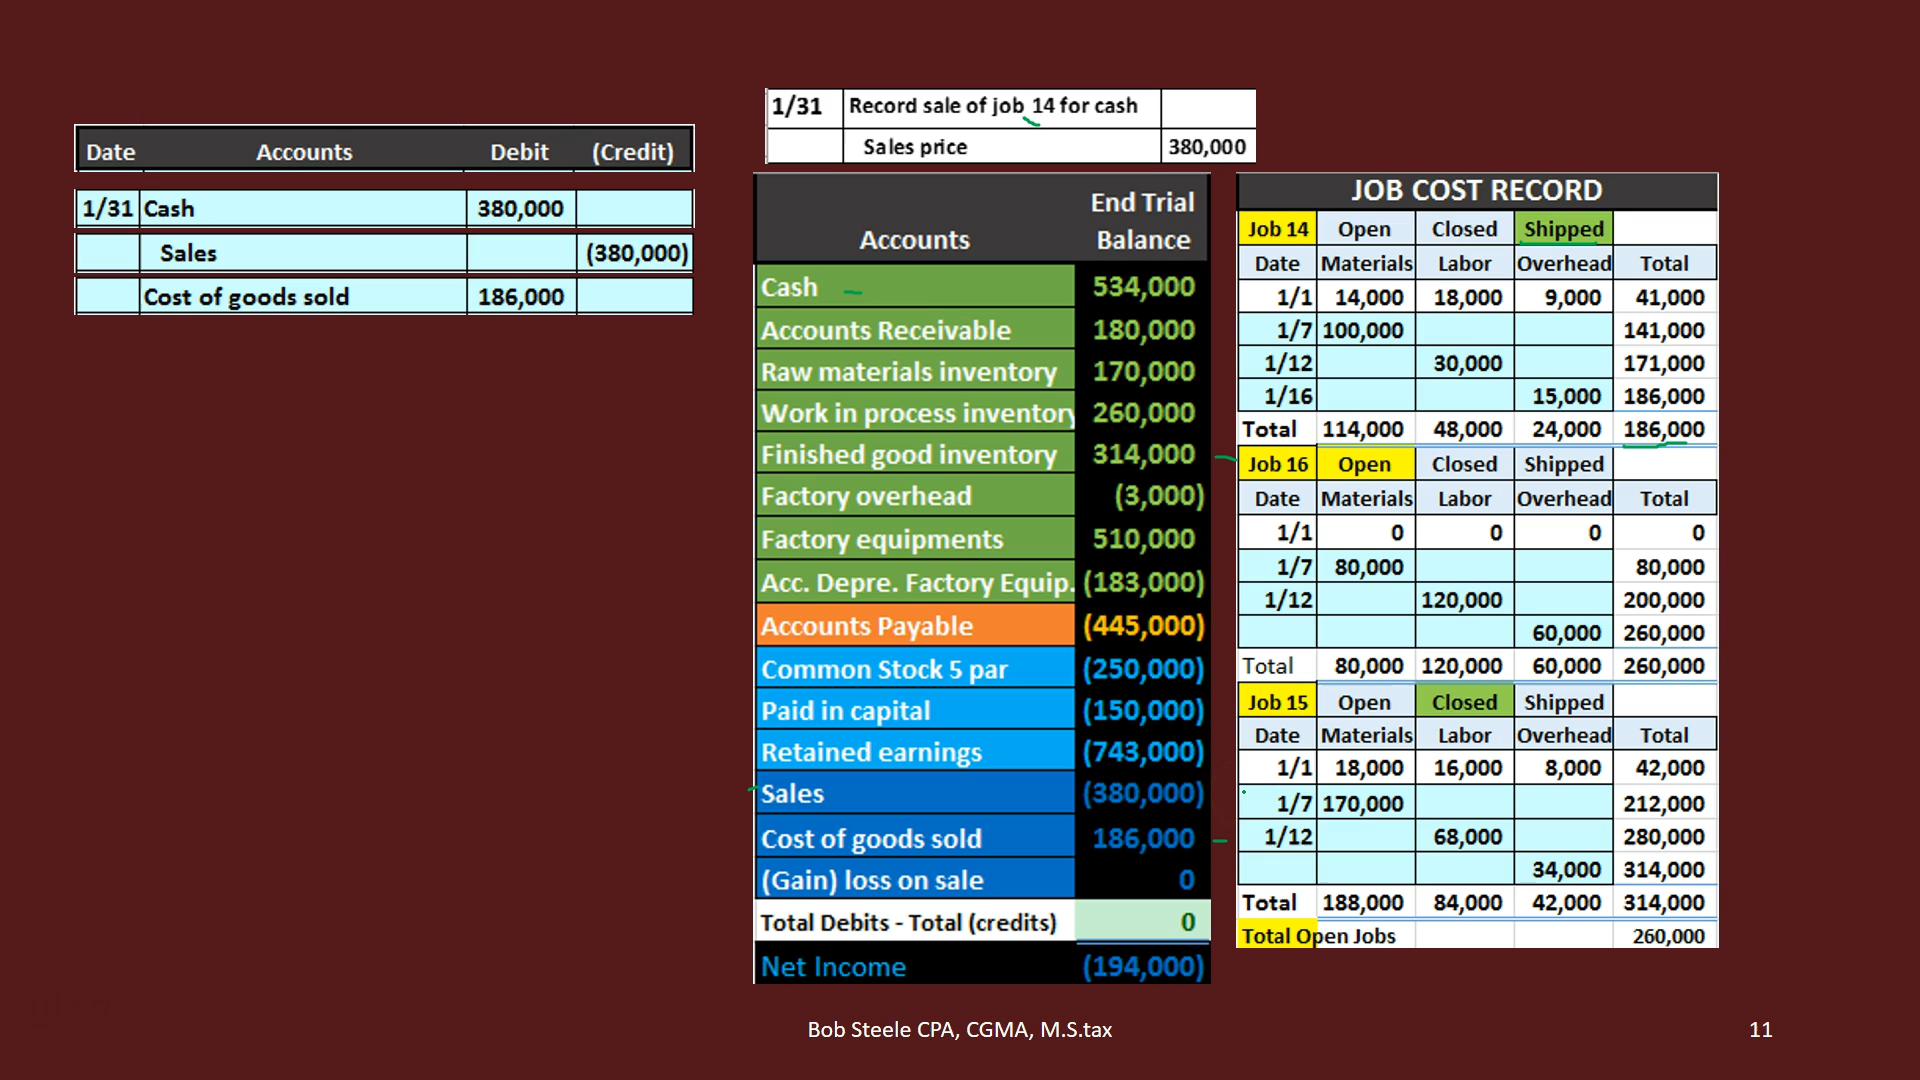 Date Accounts Debit (Credit)
1/31 Cash 380,000
Sales (380,000)
Cost of goods sold 186,000
1/31 Record sale of job 14 for cash
Sales price 380,000
Accounts End Trial Balance
Cash 534,000
Accounts Receivable 180,000
Raw materials inventory 170,000
Work in process inventory 260,000
Finished good inventory 314,000
Factory overhead (3,000)
Factory equipments 510,000
Acc. Depre. Factory Equip. (183,000)
Accounts Payable (445,000)
Common Stock 5 par (250,000)
Paid in capital (150,000)
Retained earnings (743,000)
Sales (380,000)
Cost of goods sold 186,000
(Gain) loss on sale 0
Total Debits - Total (credits) 0
Net Income (194,000)
JOB COST RECORD
Job 14 Open Closed Shipped
Date Materials Labor Overhead Total
1/1 14,000 18,000 9,000 41,000
1/7 100,000 141,000
1/12 30,000 171,000
1/16 15,000 186,000
Total 114,000 48,000 24,000 186,000
Job 16 Open Closed Shipped
Date Materials Labor Overhead Total
1/1 0 0 0 0
1/7 80,000 80,000
1/12 120,000 200,000
60,000 260,000
Total 80,000 120,000 60,000 260,000
Job 15 Open Closed Shipped
Date Materials Labor Overhead Total
1/1 18,000 16,000 8,000 42,000
1/7 170,000 212,000
1/12 68,000 280,000
34,000 314,000
Total 188,000 84,000 42,000 314,000
Total Open Jobs 260,000
Bob Steele CPA, CGMA, M.S.tax
11